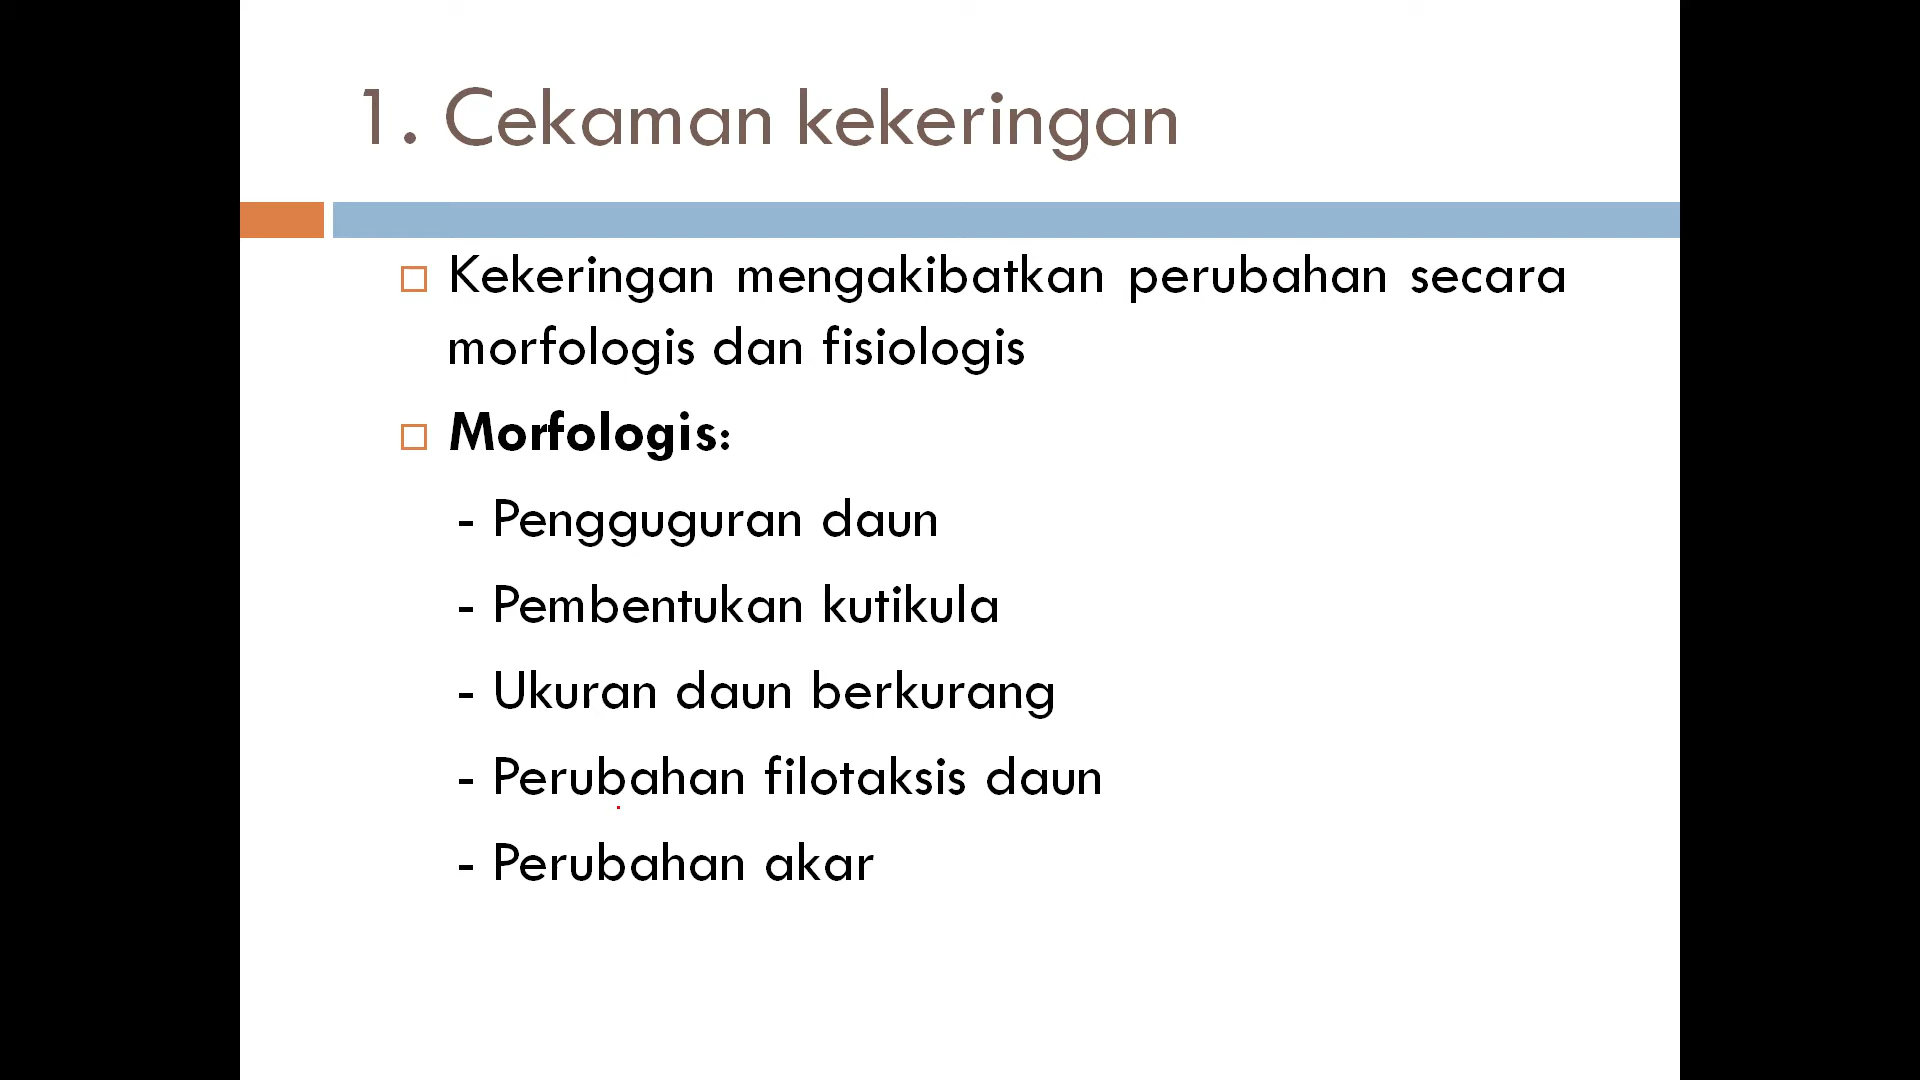 1. Cekaman kekeringan
Kekeringan mengakibatkan perubahan secara
morfologis dan fisiologis
Morfologis:
- Pengguguran daun
- Pembentukan kutikula
- Ukuran daun berkurang
- Perubahan filotaksis daun
- Perubahan akar